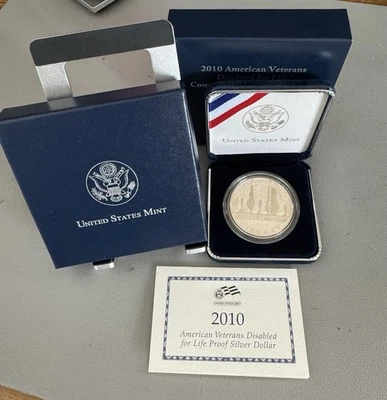 2010 American Veterans
UNITED STATES MINT
UNITED STATES MINT
UNITED STATES MINT
2010
American Veterans Disabled
for Life Proof Silver Dollar